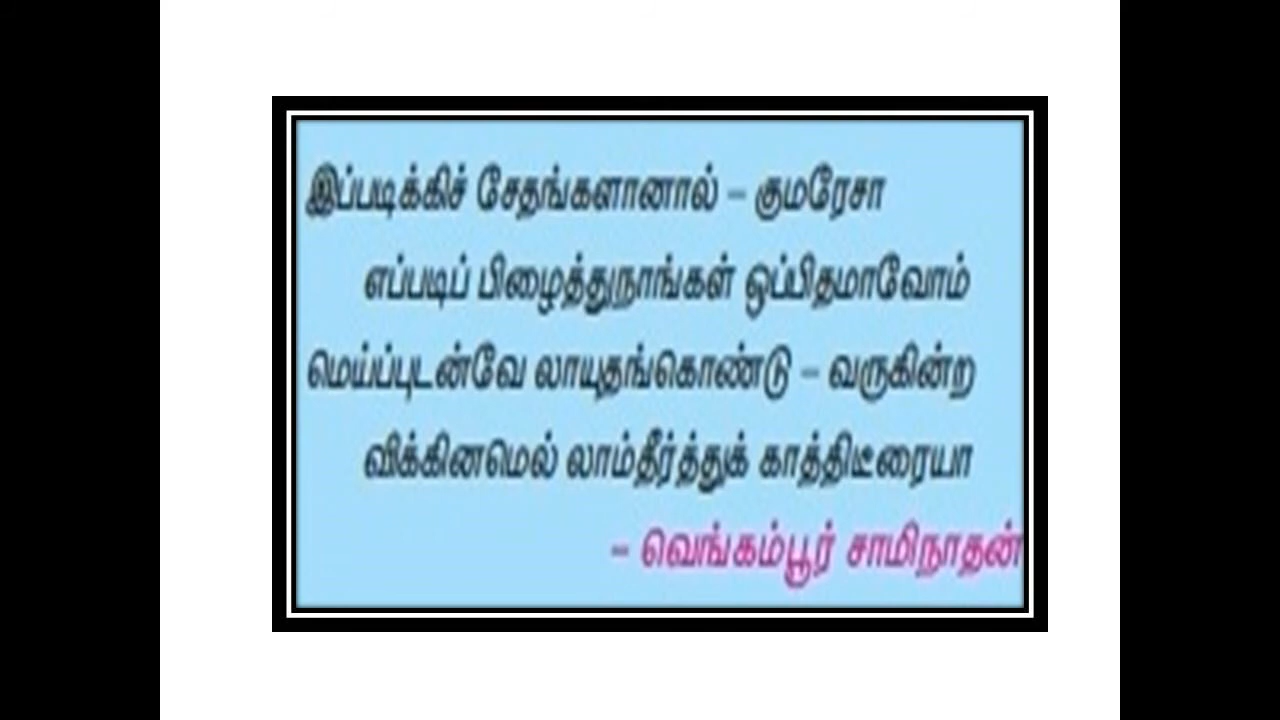 இப்படிக்கிச் சேதங்களானால் – குமரேசா
எப்படிப் பிழைத்துநாங்கள் ஒப்பிதமாவோம்
மெய்ப்புடன்வே லாயுதங்கொண்டு – வருகின்ற
விக்கினமெல் லாம்தீர்த்துக் காத்திடீரையா
– வெங்கம்பூர் சாமிநாதன்